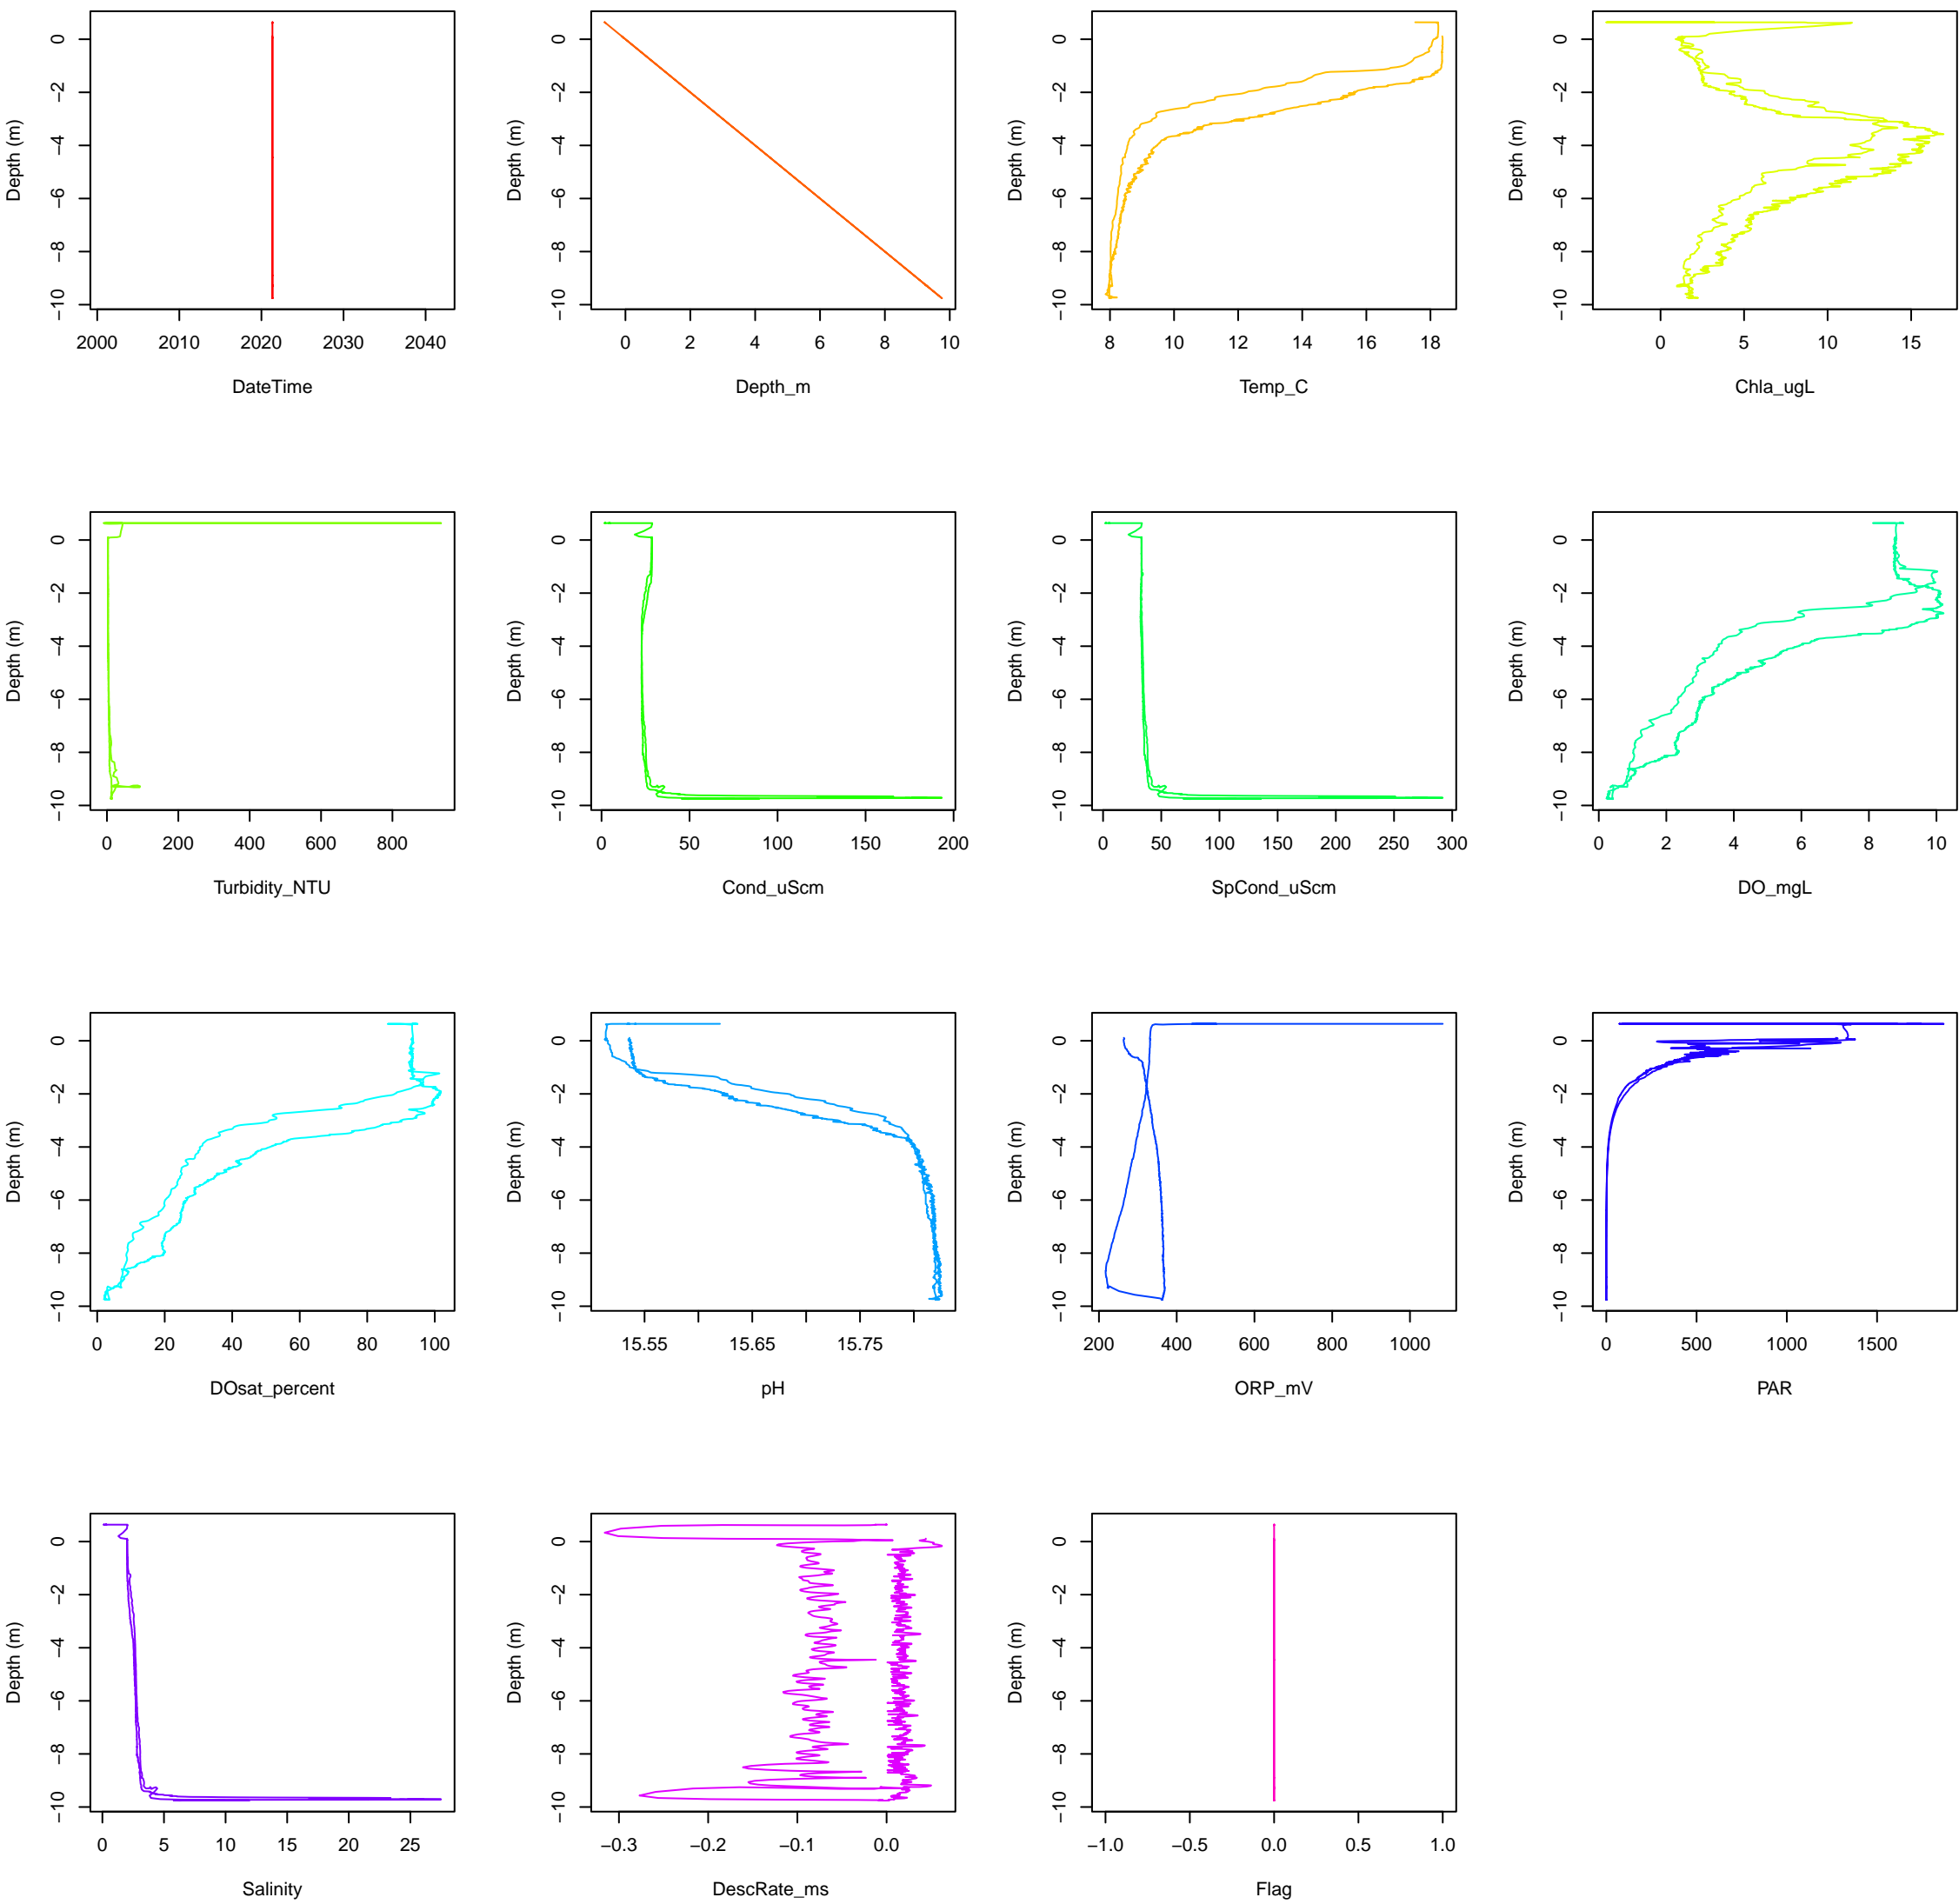 Depth (m)
0
−2
−4
−6
−8
−10
2000 2010 2020 2030 2040
DateTime
Depth (m)
0
−2
−4
−6
−8
−10
0 2 4 6 8 10
Depth_m
Depth (m)
0
−2
−4
−6
−8
−10
8 10 12 14 16 18
Temp_C
Depth (m)
0
−2
−4
−6
−8
−10
0 5 10 15
Chla_ugL
Depth (m)
0
−2
−4
−6
−8
−10
0 200 400 600 800
Turbidity_NTU
Depth (m)
0
−2
−4
−6
−8
−10
0 50 100 150 200
Cond_uScm
Depth (m)
0
−2
−4
−6
−8
−10
0 50 100 150 200 250 300
SpCond_uScm
Depth (m)
0
−2
−4
−6
−8
−10
0 2 4 6 8 10
DO_mgL
Depth (m)
0
−2
−4
−6
−8
−10
0 20 40 60 80 100
DOsat_percent
Depth (m)
0
−2
−4
−6
−8
−10
15.55 15.65 15.75
pH
Depth (m)
0
−2
−4
−6
−8
−10
200 400 600 800 1000
ORP_mV
Depth (m)
0
−2
−4
−6
−8
−10
0 500 1000 1500
PAR
Depth (m)
0
−2
−4
−6
−8
−10
0 5 10 15 20 25
Salinity
Depth (m)
0
−2
−4
−6
−8
−10
−0.3 −0.2 −0.1 0.0
DescRate_ms
Depth (m)
0
−2
−4
−6
−8
−10
−1.0 −0.5 0.0 0.5 1.0
Flag